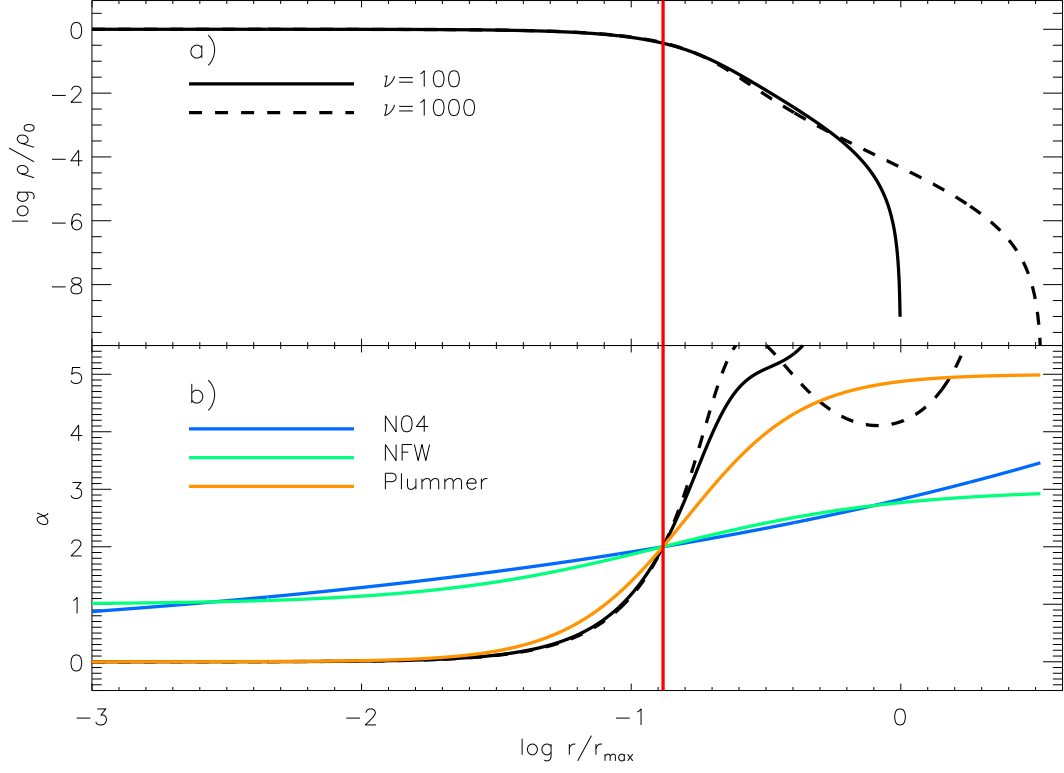 a)
ν=100
ν=1000
0
−2
−4
−6
−8
log ρ/ρ₀
b)
N04
NFW
Plummer
5
4
3
2
1
0
α
−3 −2 −1 0
log r/rₘₐₓ